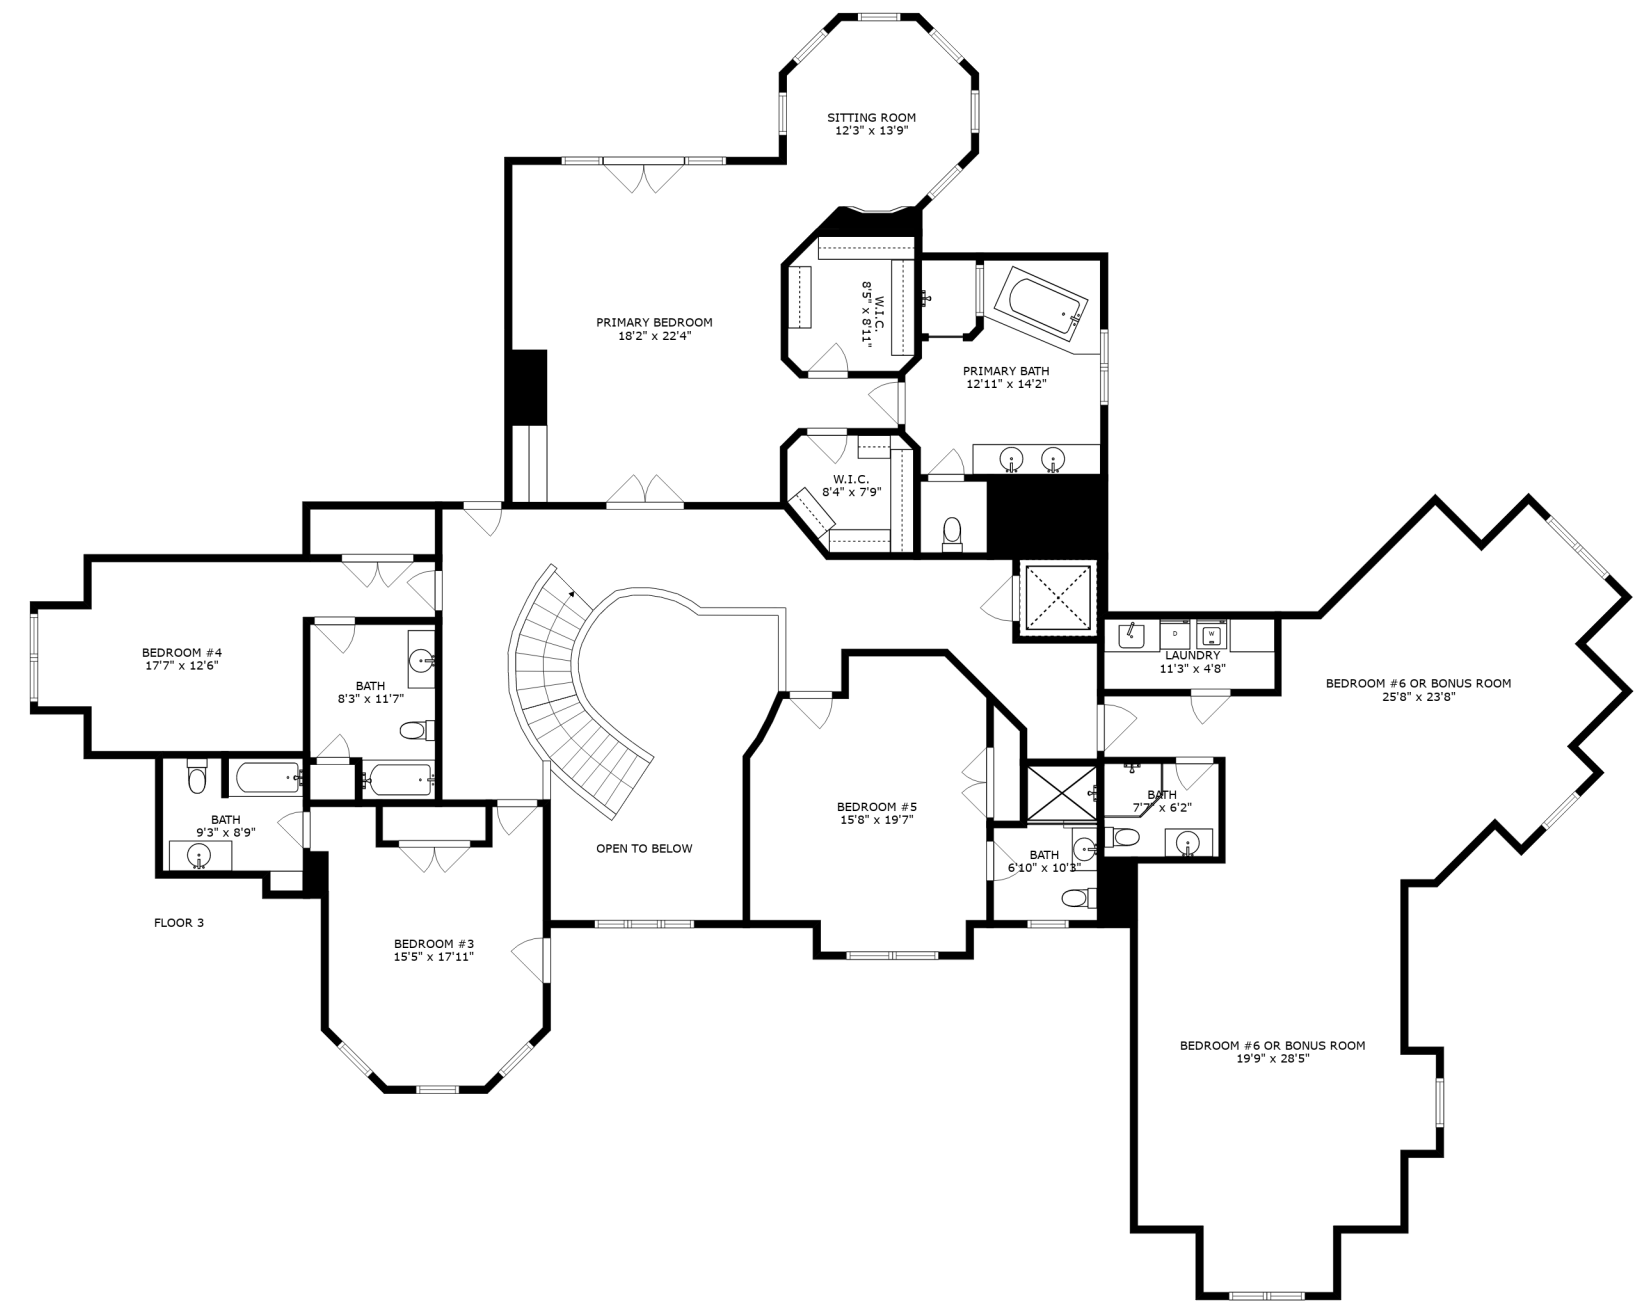 SITTING ROOM
12'3" x 13'9"
PRIMARY BEDROOM
18'2" x 22'4"
W.I.C.
8'5" x 8'11"
PRIMARY BATH
12'11" x 14'2"
W.I.C.
8'4" x 7'9"
BEDROOM #4
17'7" x 12'6"
BATH
8'3" x 11'7"
D
W
LAUNDRY
11'3" x 4'8"
BEDROOM #6 OR BONUS ROOM
25'8" x 23'8"
BATH
9'3" x 8'9"
OPEN TO BELOW
BEDROOM #5
15'8" x 19'7"
BATH
7'7" x 6'2"
BATH
6'10" x 10'3"
FLOOR 3
BEDROOM #3
15'5" x 17'11"
BEDROOM #6 OR BONUS ROOM
19'9" x 28'5"